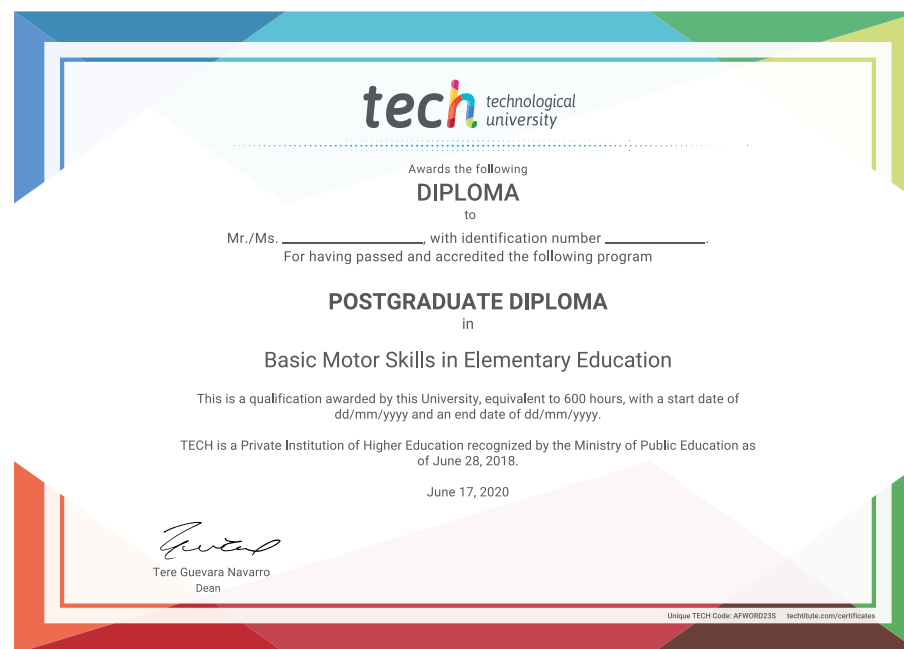 tech technological
university
Awards the following
DIPLOMA
to
Mr./Ms. ____________________, with identification number ______________.
For having passed and accredited the following program
POSTGRADUATE DIPLOMA
in
Basic Motor Skills in Elementary Education
This is a qualification awarded by this University, equivalent to 600 hours, with a start date of
dd/mm/yyyy and an end date of dd/mm/yyyy.
TECH is a Private Institution of Higher Education recognized by the Ministry of Public Education as
of June 28, 2018.
June 17, 2020
Tere Guevara Navarro
Dean
Unique TECH Code: AFWORD23S techtitute.com/certificates